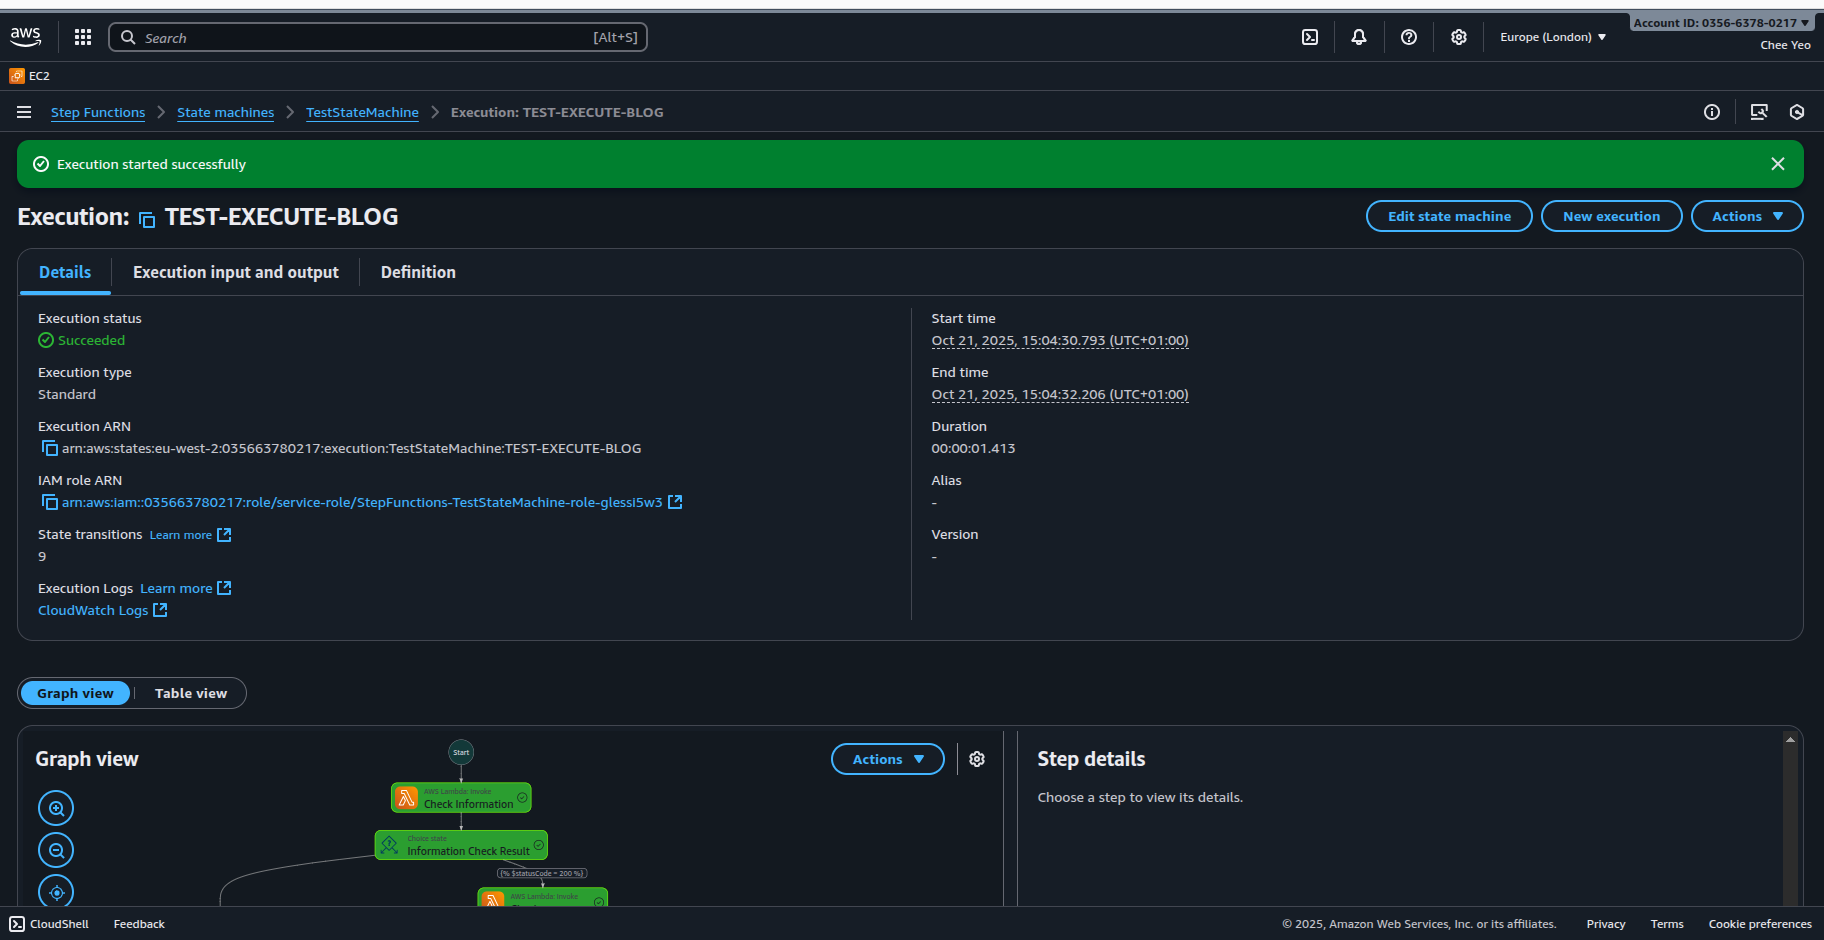 aws
Search
[Alt+S]
Europe (London)
Account ID: 0356-6378-0217
Chee Yeo
EC2
Step Functions
State machines
TestStateMachine
Execution: TEST-EXECUTE-BLOG
Execution started successfully
Execution: TEST-EXECUTE-BLOG
Edit state machine
New execution
Actions
Details
Execution input and output
Definition
Execution status
Succeeded
Execution type
Standard
Execution ARN
arn:aws:states:eu-west-2:035663780217:execution:TestStateMachine:TEST-EXECUTE-BLOG
IAM role ARN
arn:aws:iam::035663780217:role/service-role/StepFunctions-TestStateMachine-role-glessi5w3
State transitions Learn more
9
Execution Logs Learn more
CloudWatch Logs
Start time
Oct 21, 2025, 15:04:30.793 (UTC+01:00)
End time
Oct 21, 2025, 15:04:32.206 (UTC+01:00)
Duration
00:00:01.413
Alias
-
Version
-
Graph view
Table view
Graph view
Actions
Start
AWS Lambda: Invoke
Check Information
Choice state
Information Check Result
{% $statusCode = 200 %}
AWS Lambda: Invoke
Step details
Choose a step to view its details.
CloudShell
Feedback
© 2025, Amazon Web Services, Inc. or its affiliates.
Privacy
Terms
Cookie preferences